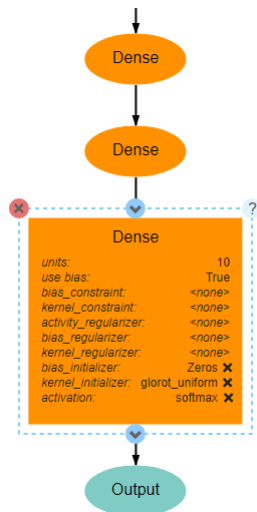 Dense
Dense
?
Dense
units: 10
use bias: True
bias_constraint: <none>
kernel_constraint: <none>
activity_regularizer: <none>
bias_regularizer: <none>
kernel_regularizer: <none>
bias_initializer: Zeros ✖
kernel_initializer: glorot_uniform ✖
activation: softmax ✖
Output